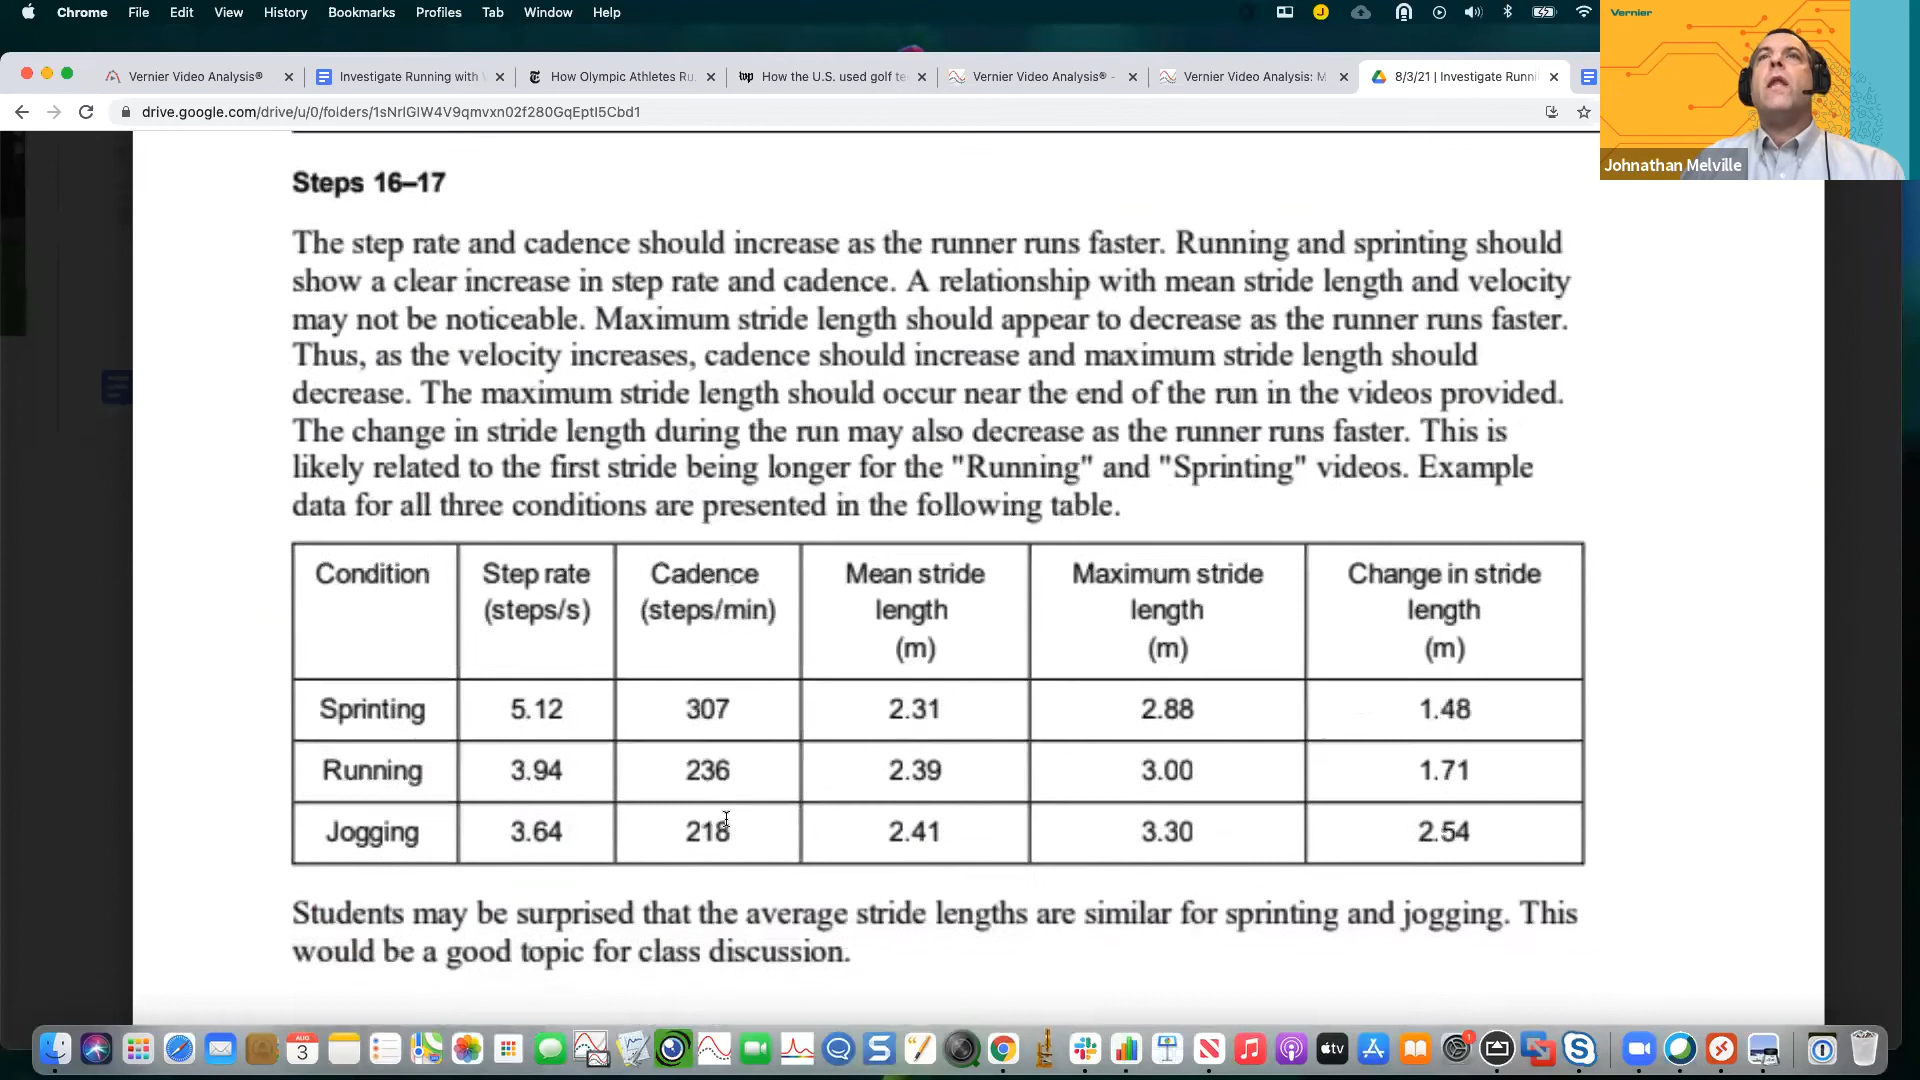 Chrome File Edit View History Bookmarks Profiles Tab Window Help
Vernier
Vernier Video Analysis®
Investigate Running with
How Olympic Athletes Ru
wp How the U.S. used golf te
Vernier Video Analysis® -
Vernier Video Analysis: M
8/3/21 | Investigate Runni
drive.google.com/drive/u/0/folders/1sNrIGIW4V9qmvxn02f280GqEptI5Cbd1
Johnathan Melville
Steps 16–17
The step rate and cadence should increase as the runner runs faster. Running and sprinting should
show a clear increase in step rate and cadence. A relationship with mean stride length and velocity
may not be noticeable. Maximum stride length should appear to decrease as the runner runs faster.
Thus, as the velocity increases, cadence should increase and maximum stride length should
decrease. The maximum stride length should occur near the end of the run in the videos provided.
The change in stride length during the run may also decrease as the runner runs faster. This is
likely related to the first stride being longer for the "Running" and "Sprinting" videos. Example
data for all three conditions are presented in the following table.
Condition Step rate Cadence Mean stride Maximum stride Change in stride
(steps/s) (steps/min) length length length
(m) (m) (m)
Sprinting 5.12 307 2.31 2.88 1.48
Running 3.94 236 2.39 3.00 1.71
Jogging 3.64 218 2.41 3.30 2.54
Students may be surprised that the average stride lengths are similar for sprinting and jogging. This
would be a good topic for class discussion.
AUG
3
tv
1